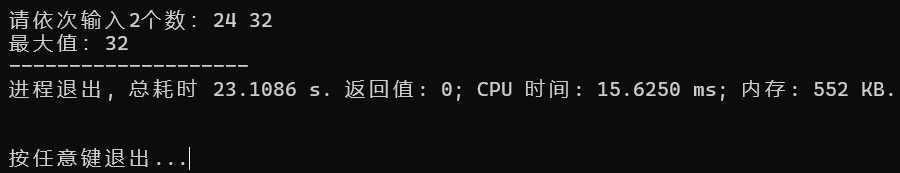 请依次输入2个数: 24 32
最大值: 32
--------------------
进程退出, 总耗时 23.1086 s. 返回值: 0; CPU 时间: 15.6250 ms; 内存: 552 KB.
按任意键退出...